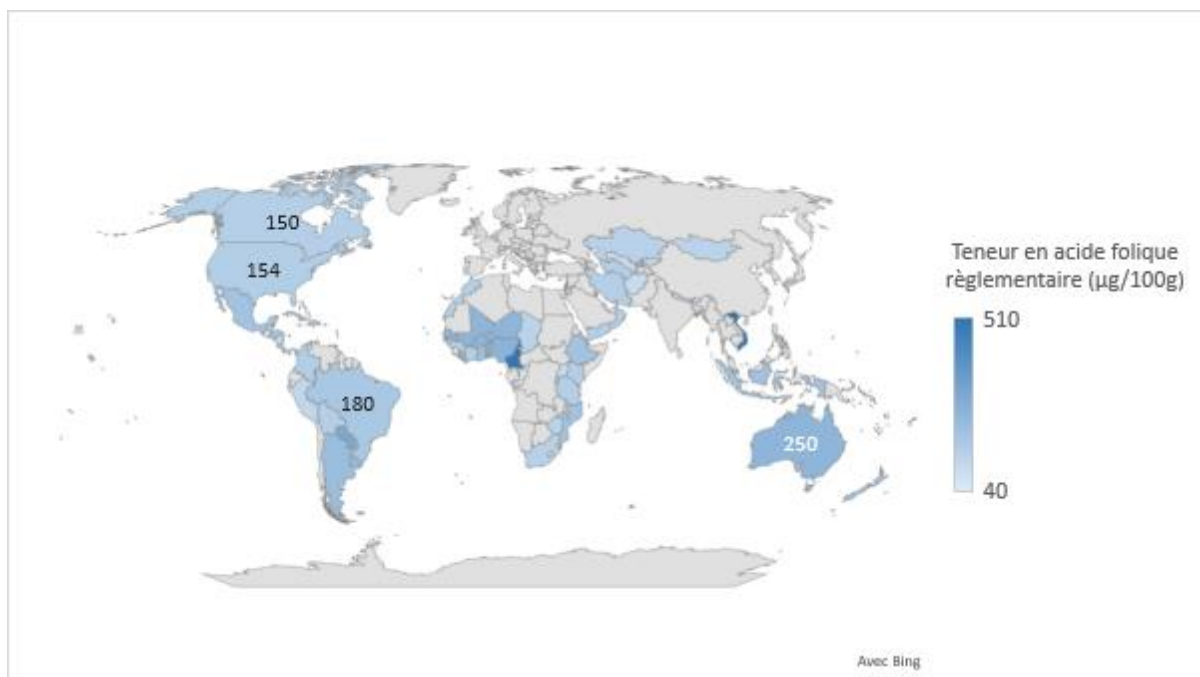 150
154
180
250
Teneur en acide folique
règlementaire (µg/100g)
510
40
Avec Bing